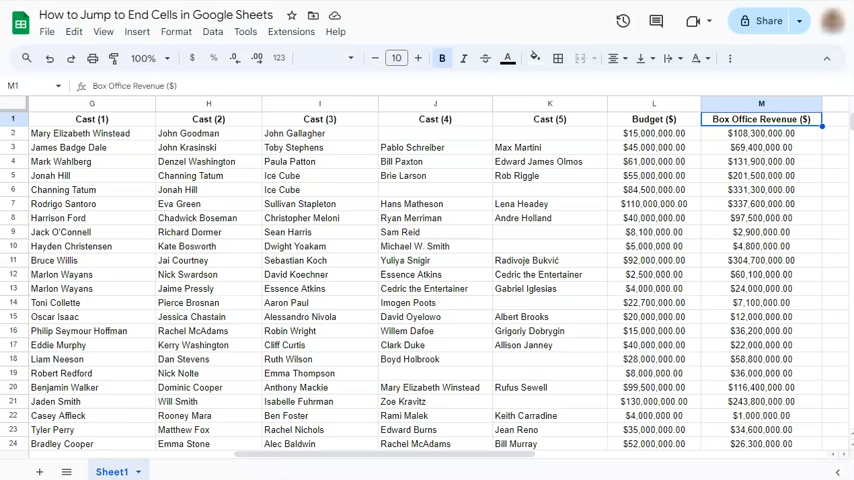 How to Jump to End Cells in Google Sheets
File Edit View Insert Format Data Tools Extensions Help
Share
100% $ % .0 .00 123 10 B I S A
M1 fx Box Office Revenue ($)
G H I J K L M
1 Cast (1) Cast (2) Cast (3) Cast (4) Cast (5) Budget ($) Box Office Revenue ($)
2 Mary Elizabeth Winstead John Goodman John Gallagher $15,000,000.00 $108,300,000.00
3 James Badge Dale John Krasinski Toby Stephens Pablo Schreiber Max Martini $45,000,000.00 $69,400,000.00
4 Mark Wahlberg Denzel Washington Paula Patton Bill Paxton Edward James Olmos $61,000,000.00 $131,900,000.00
5 Jonah Hill Channing Tatum Ice Cube Brie Larson Rob Riggle $55,000,000.00 $201,500,000.00
6 Channing Tatum Jonah Hill Ice Cube $84,500,000.00 $331,300,000.00
7 Rodrigo Santoro Eva Green Sullivan Stapleton Hans Matheson Lena Headey $110,000,000.00 $337,600,000.00
8 Harrison Ford Chadwick Boseman Christopher Meloni Ryan Merriman Andre Holland $40,000,000.00 $97,500,000.00
9 Jack O'Connell Richard Dormer Sean Harris Sam Reid $8,100,000.00 $2,900,000.00
10 Hayden Christensen Kate Bosworth Dwight Yoakam Michael W. Smith $5,000,000.00 $4,800,000.00
11 Bruce Willis Jai Courtney Sebastian Koch Yuliya Snigir Radivoje Bukvić $92,000,000.00 $304,700,000.00
12 Marlon Wayans Nick Swardson David Koechner Essence Atkins Cedric the Entertainer $2,500,000.00 $60,100,000.00
13 Marlon Wayans Jaime Pressly Essence Atkins Cedric the Entertainer Gabriel Iglesias $4,000,000.00 $24,000,000.00
14 Toni Collette Pierce Brosnan Aaron Paul Imogen Poots $22,700,000.00 $7,100,000.00
15 Oscar Isaac Jessica Chastain Alessandro Nivola David Oyelowo Albert Brooks $20,000,000.00 $12,000,000.00
16 Philip Seymour Hoffman Rachel McAdams Robin Wright Willem Dafoe Grigoriy Dobrygin $15,000,000.00 $36,200,000.00
17 Eddie Murphy Kerry Washington Cliff Curtis Clark Duke Allison Janney $40,000,000.00 $22,000,000.00
18 Liam Neeson Dan Stevens Ruth Wilson Boyd Holbrook $28,000,000.00 $58,800,000.00
19 Robert Redford Nick Nolte Emma Thompson $8,000,000.00 $36,000,000.00
20 Benjamin Walker Dominic Cooper Anthony Mackie Mary Elizabeth Winstead Rufus Sewell $99,500,000.00 $116,400,000.00
21 Jaden Smith Will Smith Isabelle Fuhrman Zoe Kravitz $130,000,000.00 $243,800,000.00
22 Casey Affleck Rooney Mara Ben Foster Rami Malek Keith Carradine $4,000,000.00 $1,000,000.00
23 Tyler Perry Matthew Fox Rachel Nichols Edward Burns Jean Reno $35,000,000.00 $34,600,000.00
24 Bradley Cooper Emma Stone Alec Baldwin Rachel McAdams Bill Murray $52,000,000.00 $26,300,000.00
Sheet1